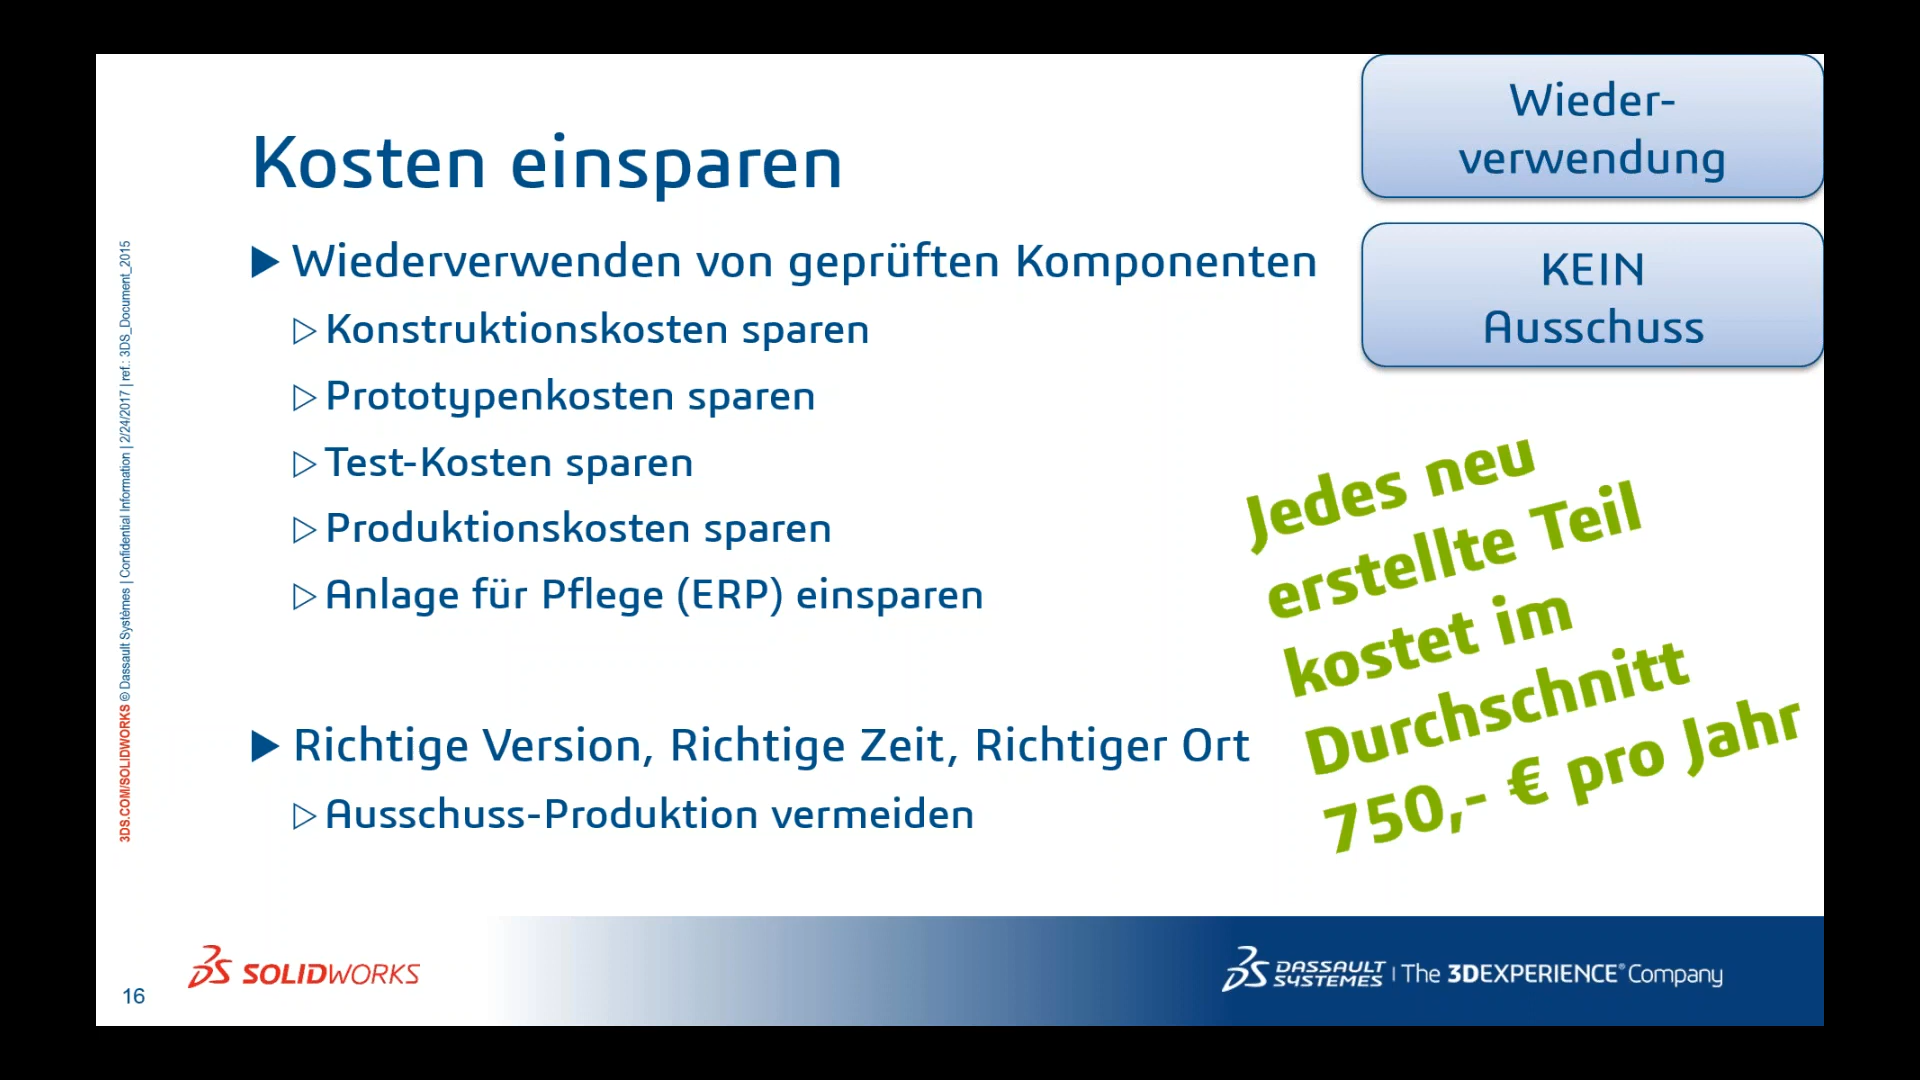 Kosten einsparen
Wieder-
verwendung
KEIN
Ausschuss
Wiederverwenden von geprüften Komponenten
Konstruktionskosten sparen
Prototypenkosten sparen
Test-Kosten sparen
Produktionskosten sparen
Anlage für Pflege (ERP) einsparen
Richtige Version, Richtige Zeit, Richtiger Ort
Ausschuss-Produktion vermeiden
Jedes neu
erstellte Teil
kostet im
Durchschnitt
750,- € pro Jahr
3DS.COM/SOLIDWORKS © Dassault Systèmes | Confidential Information | 2/24/2017 | ref.: 3DS_Document_2015
16
SOLIDWORKS
DASSAULT
SYSTEMES | The 3DEXPERIENCE® Company